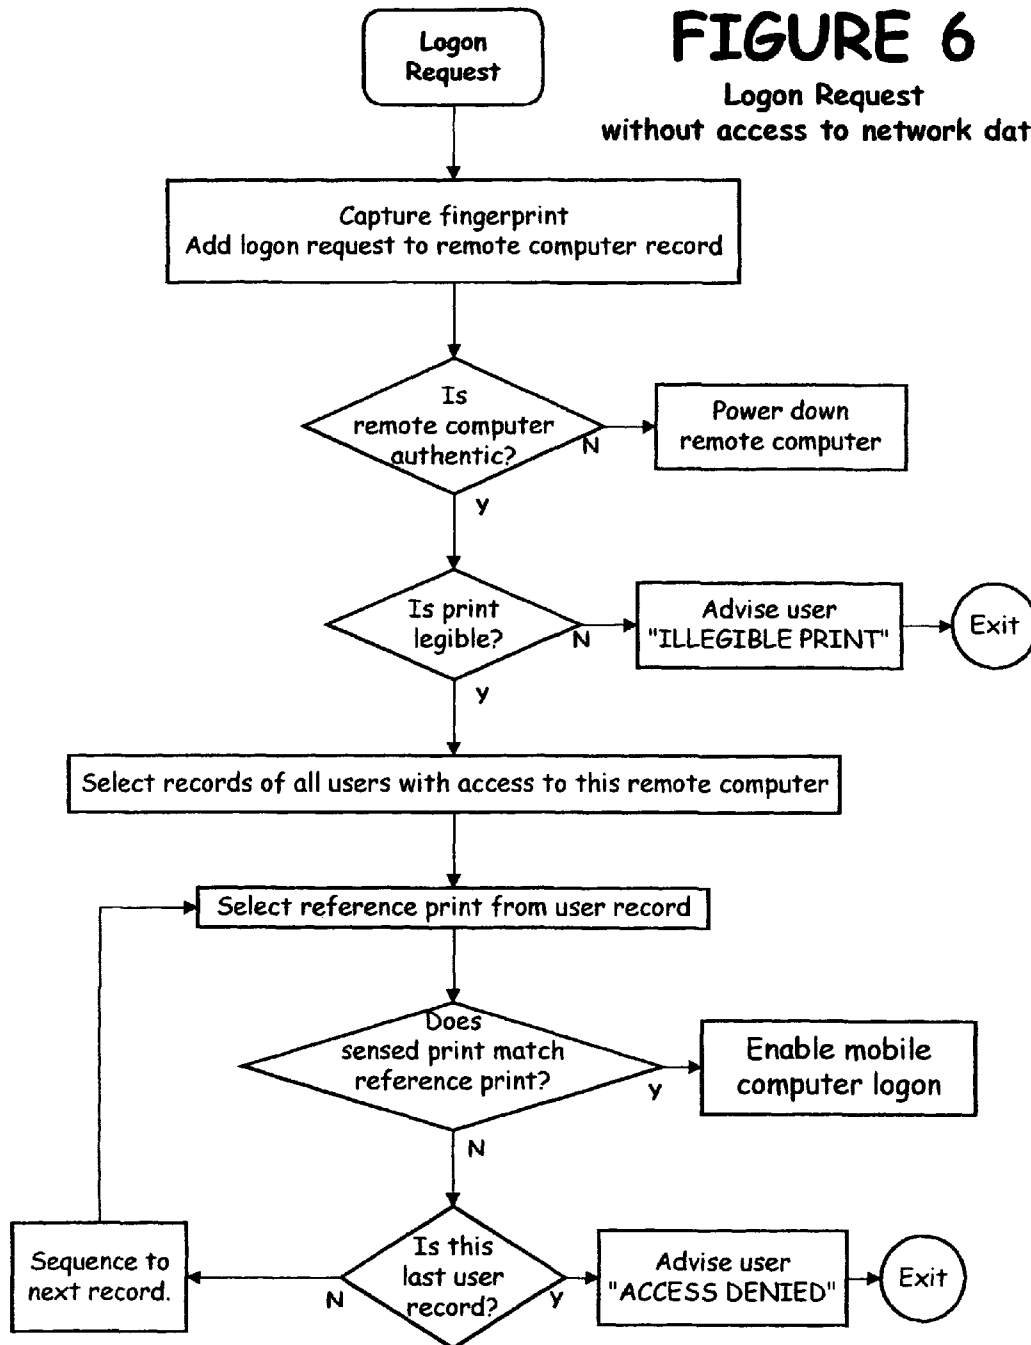 FIGURE 6
Logon Request
without access to network dat
Logon
Request
Capture fingerprint
Add logon request to remote computer record
Is
remote computer
authentic?
N
Y
Power down
remote computer
Is print
legible?
N
Y
Advise user
"ILLEGIBLE PRINT"
Exit
Select records of all users with access to this remote computer
Select reference print from user record
Does
sensed print match
reference print?
Y
N
Enable mobile
computer logon
Is this
last user
record?
N
Y
Sequence to
next record.
Advise user
"ACCESS DENIED"
Exit